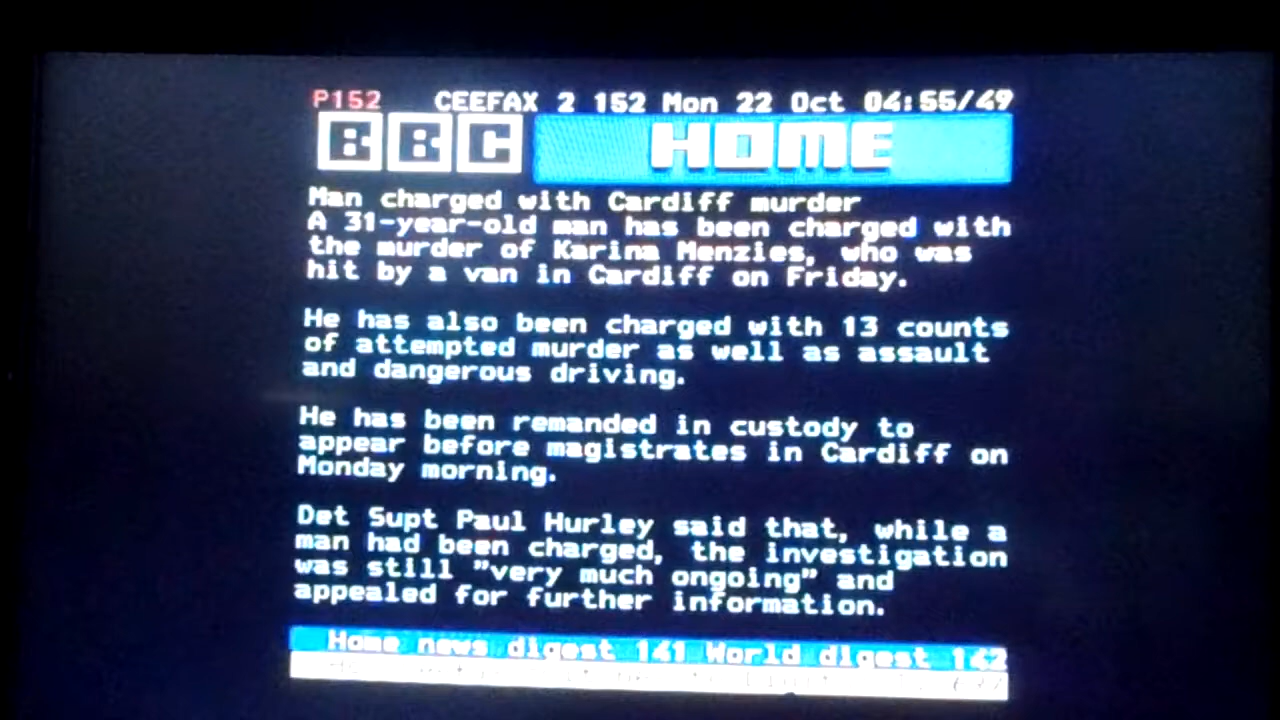 P152 CEEFAX 2 152 Mon 22 Oct 04:55/49
BBC HOME
Man charged with Cardiff murder
A 31-year-old man has been charged with
the murder of Karina Menzies, who was
hit by a van in Cardiff on Friday.
He has also been charged with 13 counts
of attempted murder as well as assault
and dangerous driving.
He has been remanded in custody to
appear before magistrates in Cardiff on
Monday morning.
Det Supt Paul Hurley said that, while a
man had been charged, the investigation
was still "very much ongoing" and
appealed for further information.
Home news digest 141 World digest 142